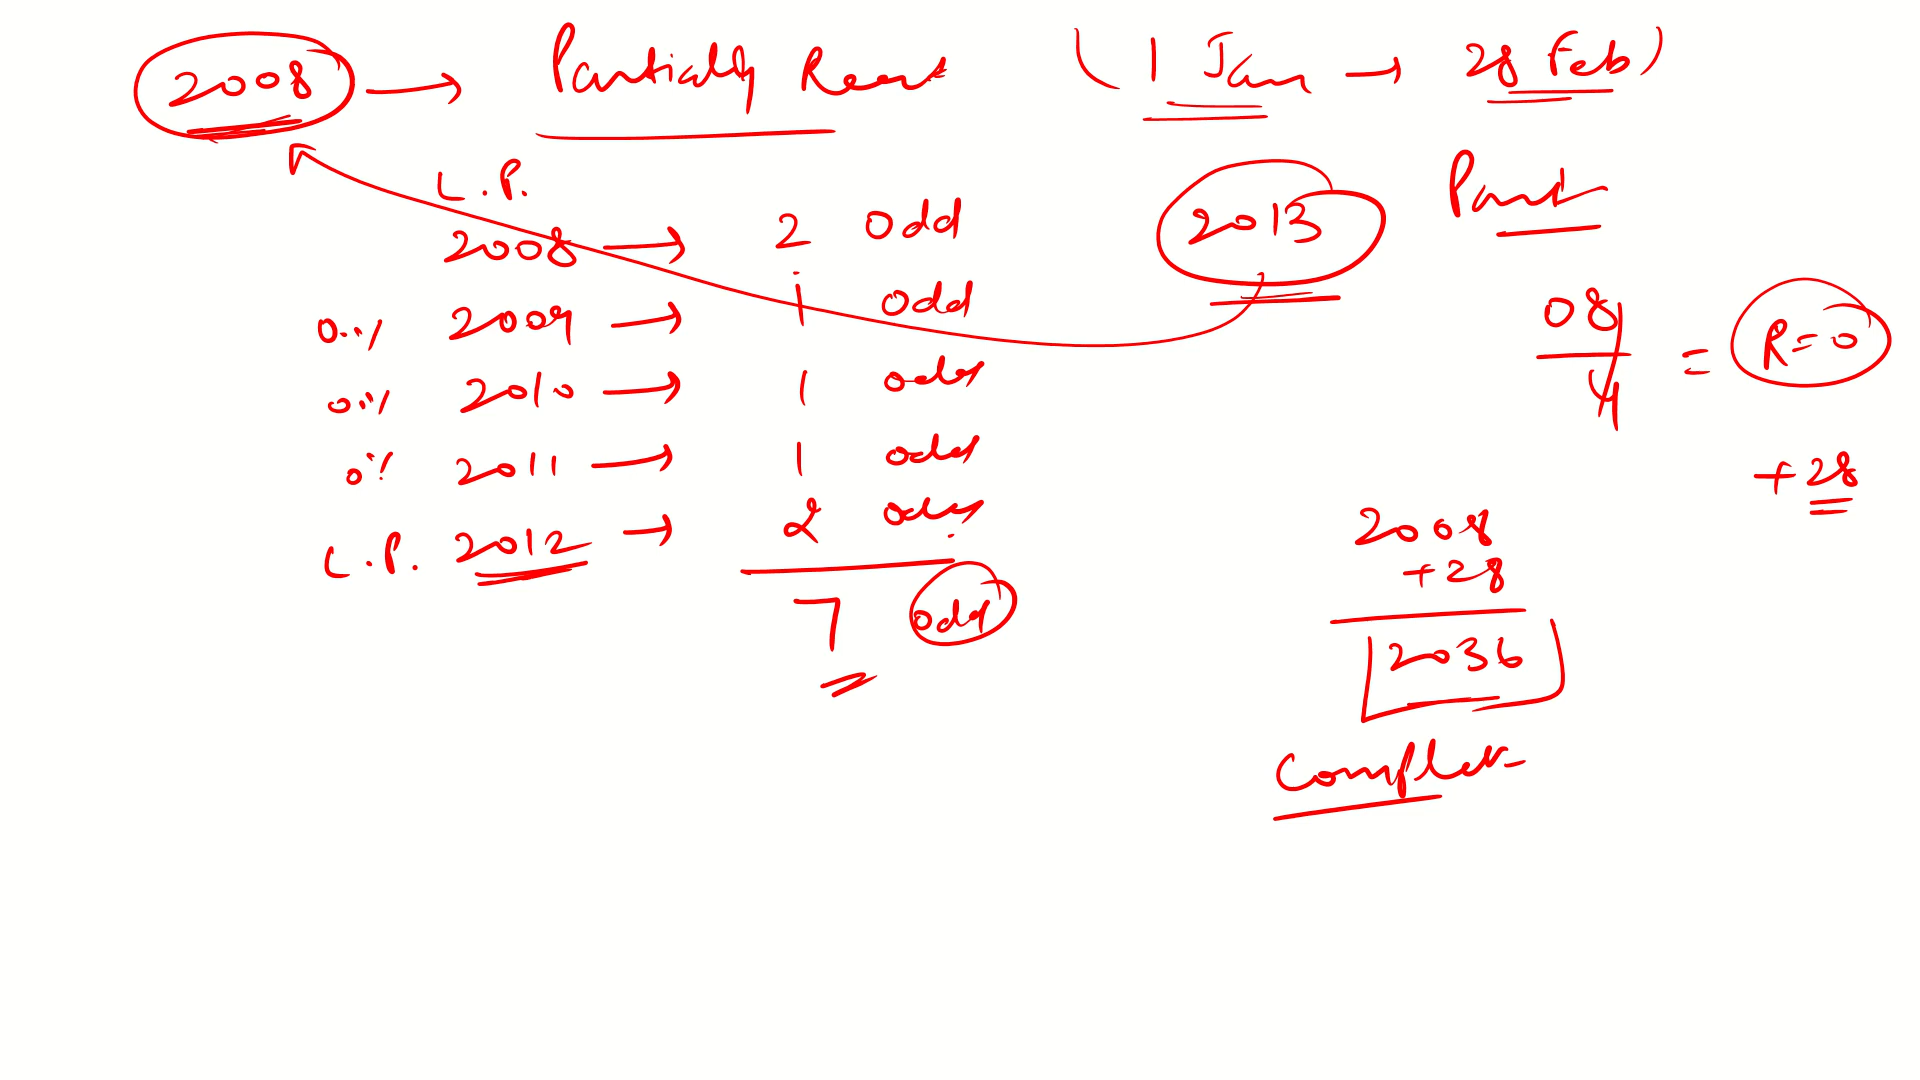 2008 → Partially Reont (1 Jan → 28 Feb)
L.P.
2008 → 2 odd
2013
Part
O.Y 2009 → 1 odd
08/4 = R=0
O.Y 2010 → 1 odd
O.Y 2011 → 1 odd
+28
L.P. 2012 → 2 odd
7 odd
2008
+28
2036
Complete